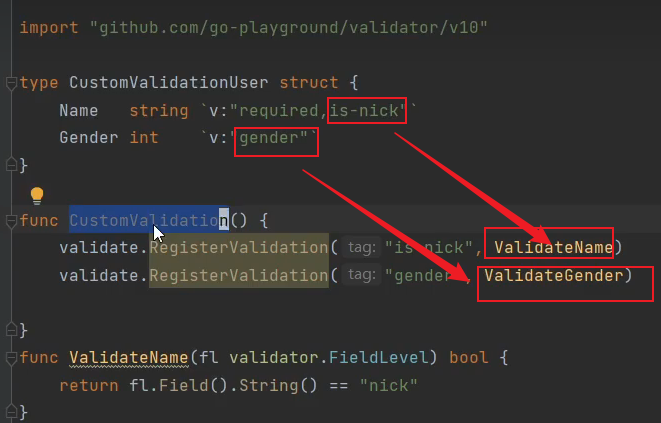 import "github.com/go-playground/validator/v10"
type CustomValidationUser struct {
Name string `v:"required,is-nick"`
Gender int `v:"gender"`
}
func CustomValidation() {
validate.RegisterValidation( tag: "is-nick", ValidateName)
validate.RegisterValidation( tag: "gender", ValidateGender)
}
func ValidateName(fl validator.FieldLevel) bool {
return fl.Field().String() == "nick"
}